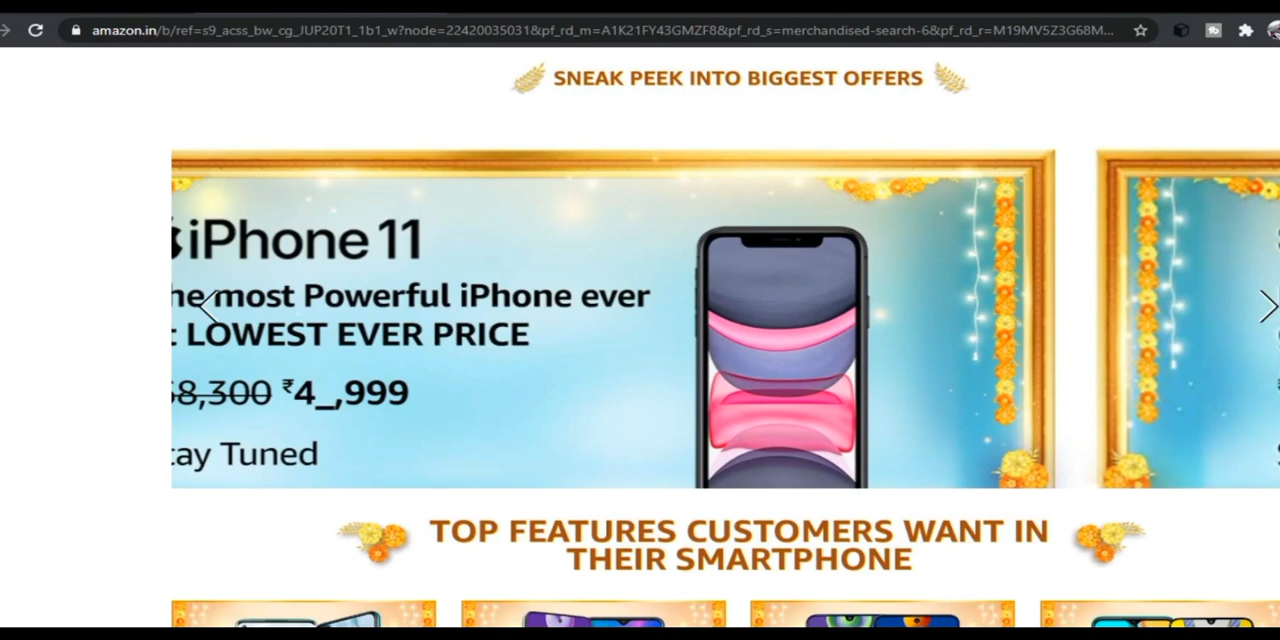 amazon.in/b/ref=s9_acss_bw_cg_JUP20T1_1b1_w?node=22420035031&pf_rd_m=A1K21FY43GMZF8&pf_rd_s=merchandised-search-6&pf_rd_r=M19MV5Z3G68M...
SNEAK PEEK INTO BIGGEST OFFERS
iPhone 11
he most Powerful iPhone ever
: LOWEST EVER PRICE
68,300 ₹4_,999
tay Tuned
TOP FEATURES CUSTOMERS WANT IN
THEIR SMARTPHONE